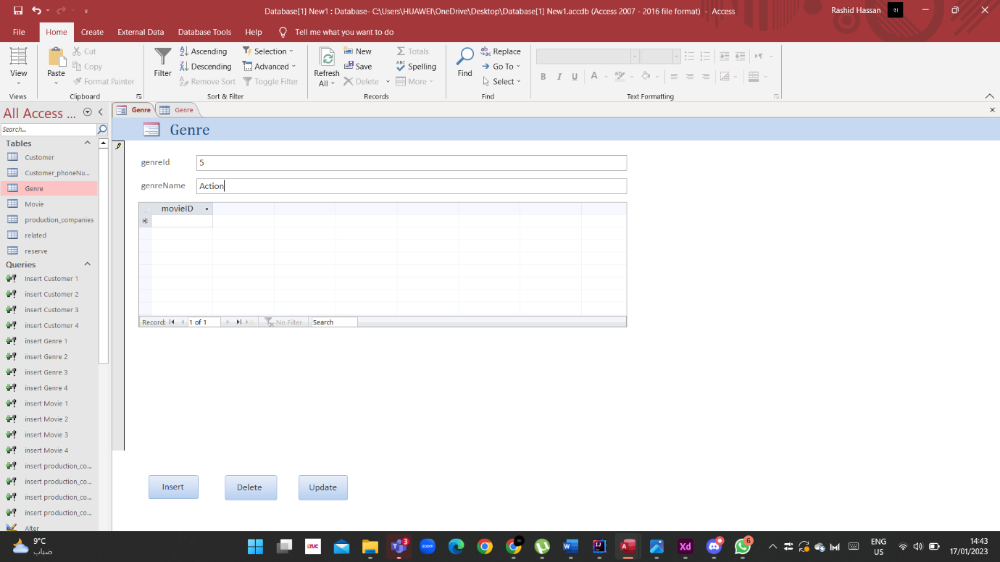 Database[1] New1 : Database- C:\Users\HUAWEI\OneDrive\Desktop\Database[1] New1.accdb (Access 2007 - 2016 file format) - Access
Rashid Hassan
File Home Create External Data Database Tools Help Tell me what you want to do
View
Views
Paste
Cut
Copy
Format Painter
Clipboard
Filter
Ascending
Descending
Remove Sort
Selection
Advanced
Toggle Filter
Sort & Filter
Refresh
All
New
Save
Delete
Totals
Spelling
More
Records
Find
Replace
Go To
Select
Find
B I U A
Text Formatting
All Access ...
Search...
Tables
Customer
Customer_phoneNu...
Genre
Movie
production_companies
related
reserve
Queries
Insert Customer 1
insert Customer 2
insert Customer 3
insert Customer 4
insert Genre 1
insert Genre 2
insert Genre 3
insert Genre 4
insert Movie 1
insert Movie 2
insert Movie 3
insert Movie 4
insert production_co...
insert production_co...
insert production_co...
insert production_co...
Alter
Genre Genre
Genre
genreId 5
genreName Action
movieID
Record: 1 of 1 No Filter Search
Insert Delete Update
9°C
ضباب
TUC
3
zoom
W
IJ
A
Xd
6
ENG
US
14:43
17/01/2023